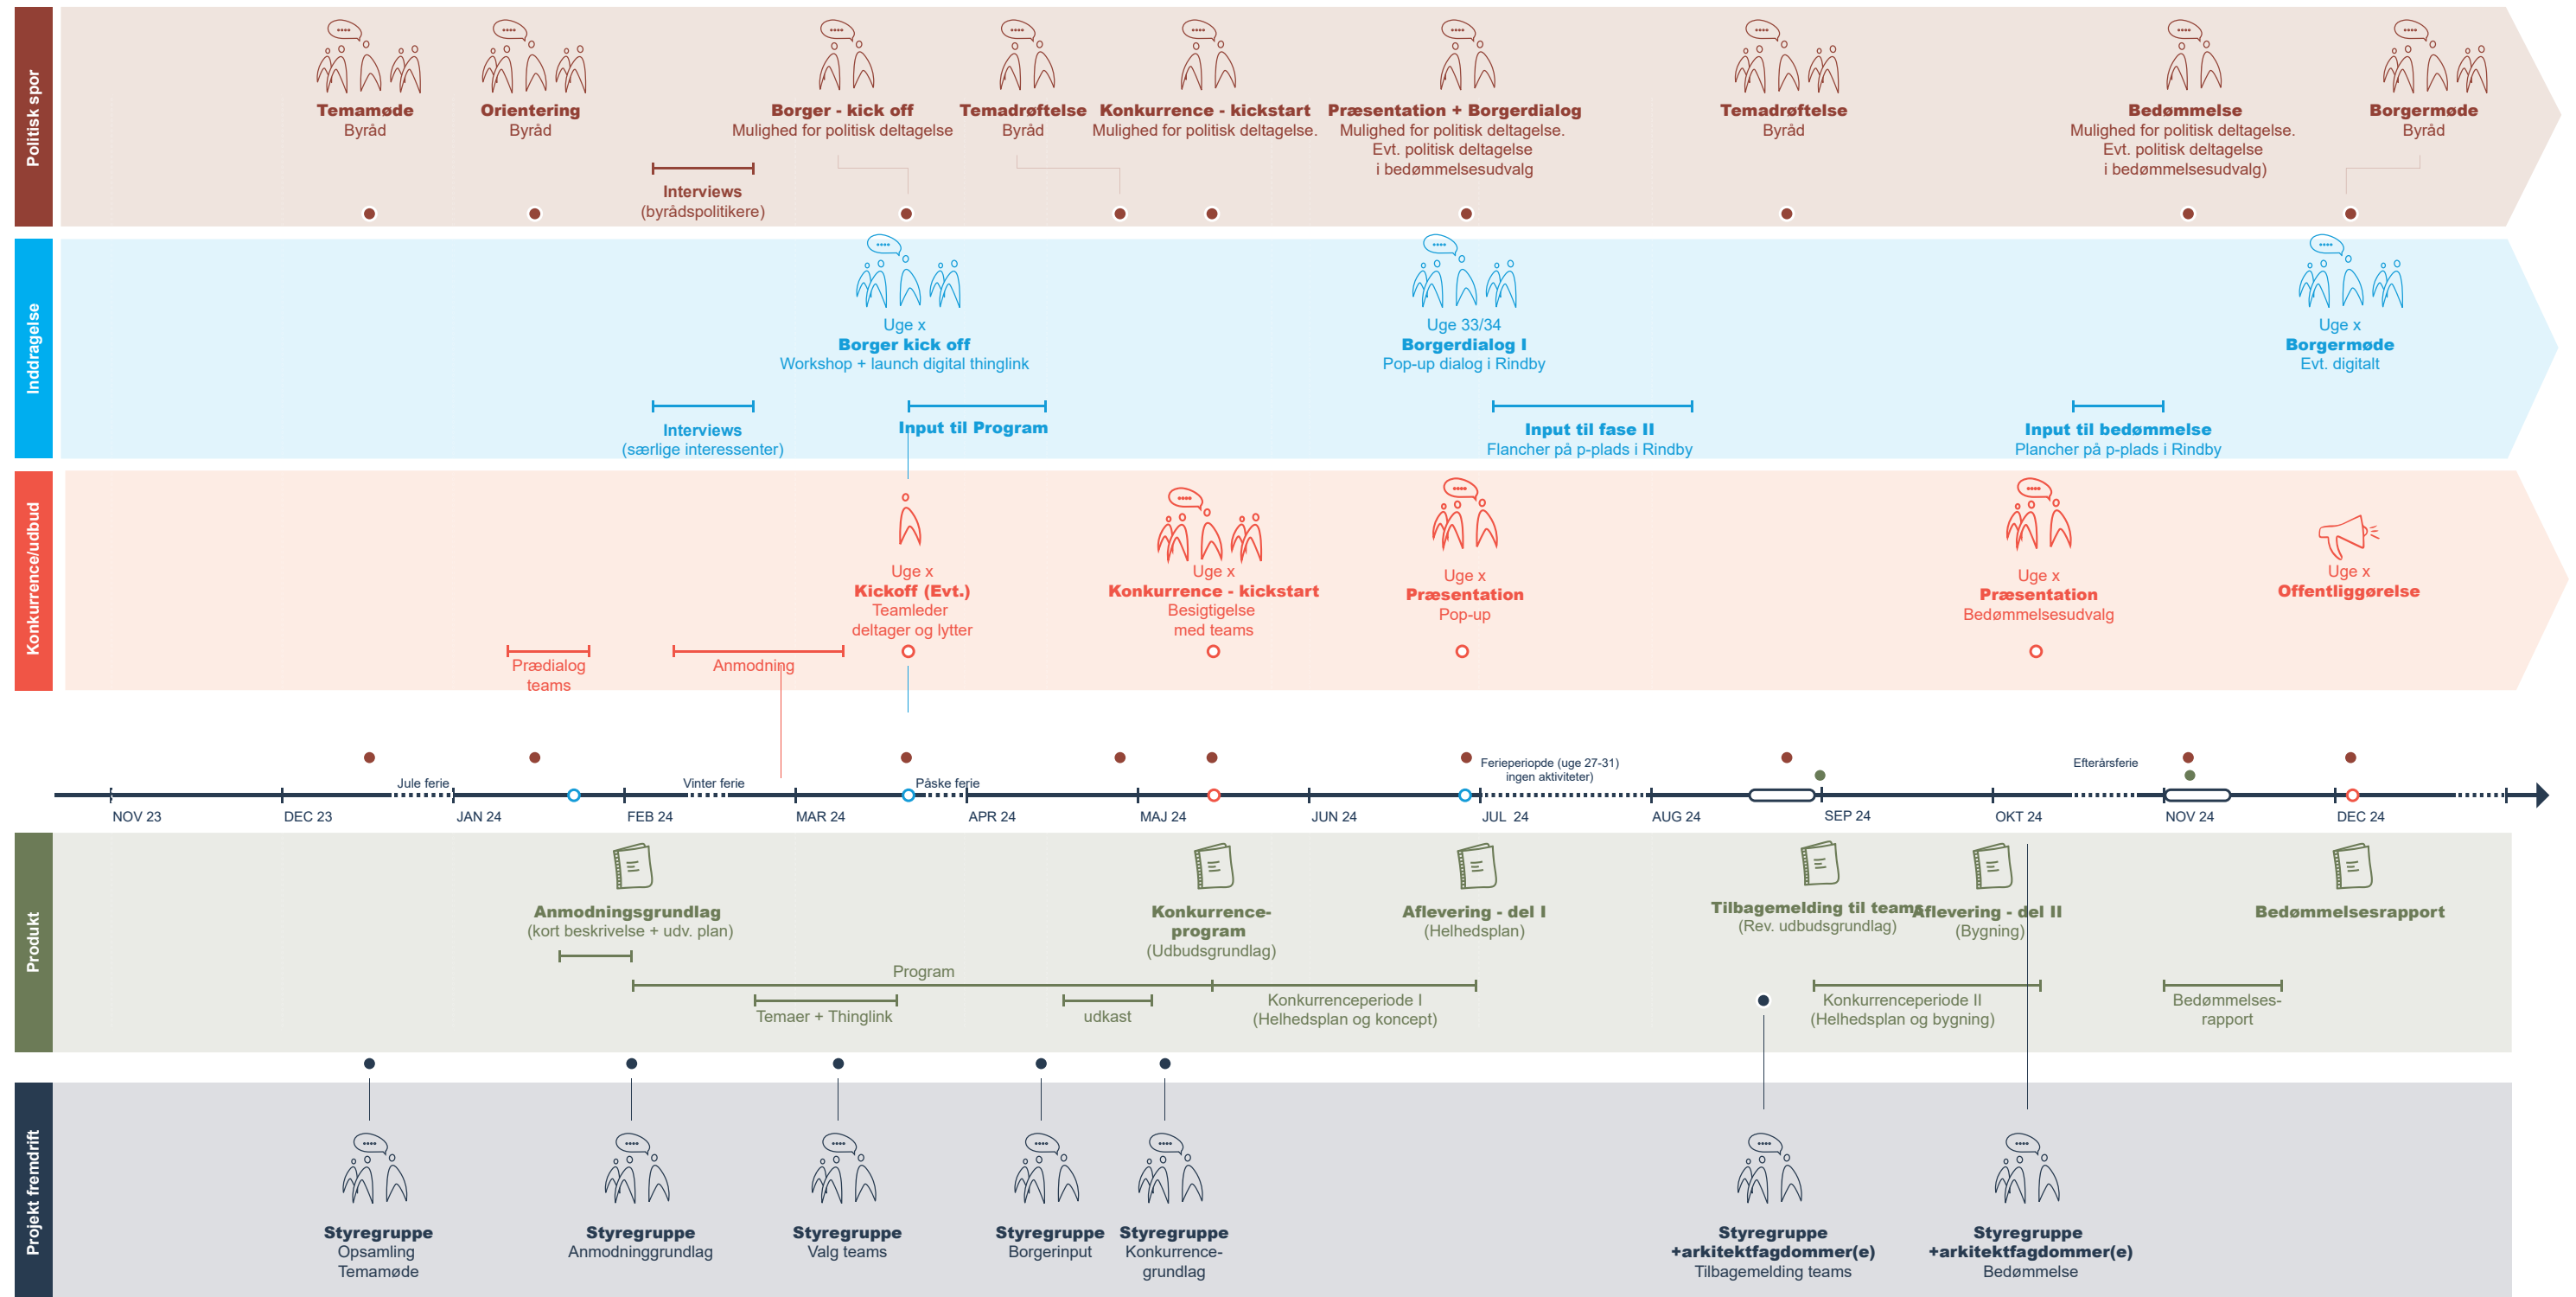 Politisk spor
Temamøde
Byråd
Orientering
Byråd
Interviews
(byrådspolitikere)
Borger - kick off
Mulighed for politisk deltagelse
Temadrøftelse
Byråd
Konkurrence - kickstart
Mulighed for politisk deltagelse.
Præsentation + Borgerdialog
Mulighed for politisk deltagelse.
Evt. politisk deltagelse
i bedømmelsesudvalg
Temadrøftelse
Byråd
Bedømmelse
Mulighed for politisk deltagelse.
Evt. politisk deltagelse
i bedømmelsesudvalg)
Borgermøde
Byråd
Inddragelse
Uge x
Borger kick off
Workshop + launch digital thinglink
Uge 33/34
Borgerdialog I
Pop-up dialog i Rindby
Uge x
Borgermøde
Evt. digitalt
Interviews
(særlige interessenter)
Input til Program
Input til fase II
Flancher på p-plads i Rindby
Input til bedømmelse
Plancher på p-plads i Rindby
Konkurrence/udbud
Uge x
Kickoff (Evt.)
Teamleder
deltager og lytter
Uge x
Konkurrence - kickstart
Besigtigelse
med teams
Uge x
Præsentation
Pop-up
Uge x
Præsentation
Bedømmelsesudvalg
Uge x
Offentliggørelse
Prædialog
teams
Anmodning
Jule ferie
Vinter ferie
Påske ferie
Ferieperiopde (uge 27-31)
ingen aktiviteter)
Efterårsferie
NOV 23
DEC 23
JAN 24
FEB 24
MAR 24
APR 24
MAJ 24
JUN 24
JUL 24
AUG 24
SEP 24
OKT 24
NOV 24
DEC 24
Produkt
Anmodningsgrundlag
(kort beskrivelse + udv. plan)
Konkurrence-
program
(Udbudsgrundlag)
Aflevering - del I
(Helhedsplan)
Tilbagemelding til teams
(Rev. udbudsgrundlag)
Aflevering - del II
(Bygning)
Bedømmelsesrapport
Program
Temaer + Thinglink
udkast
Konkurrenceperiode I
(Helhedsplan og koncept)
Konkurrenceperiode II
(Helhedsplan og bygning)
Bedømmelses-
rapport
Projekt fremdrift
Styregruppe
Opsamling
Temamøde
Styregruppe
Anmodninggrundlag
Styregruppe
Valg teams
Styregruppe
Borgerinput
Styregruppe
Konkurrence-
grundlag
Styregruppe
+arkitektfagdommer(e)
Tilbagemelding teams
Styregruppe
+arkitektfagdommer(e)
Bedømmelse